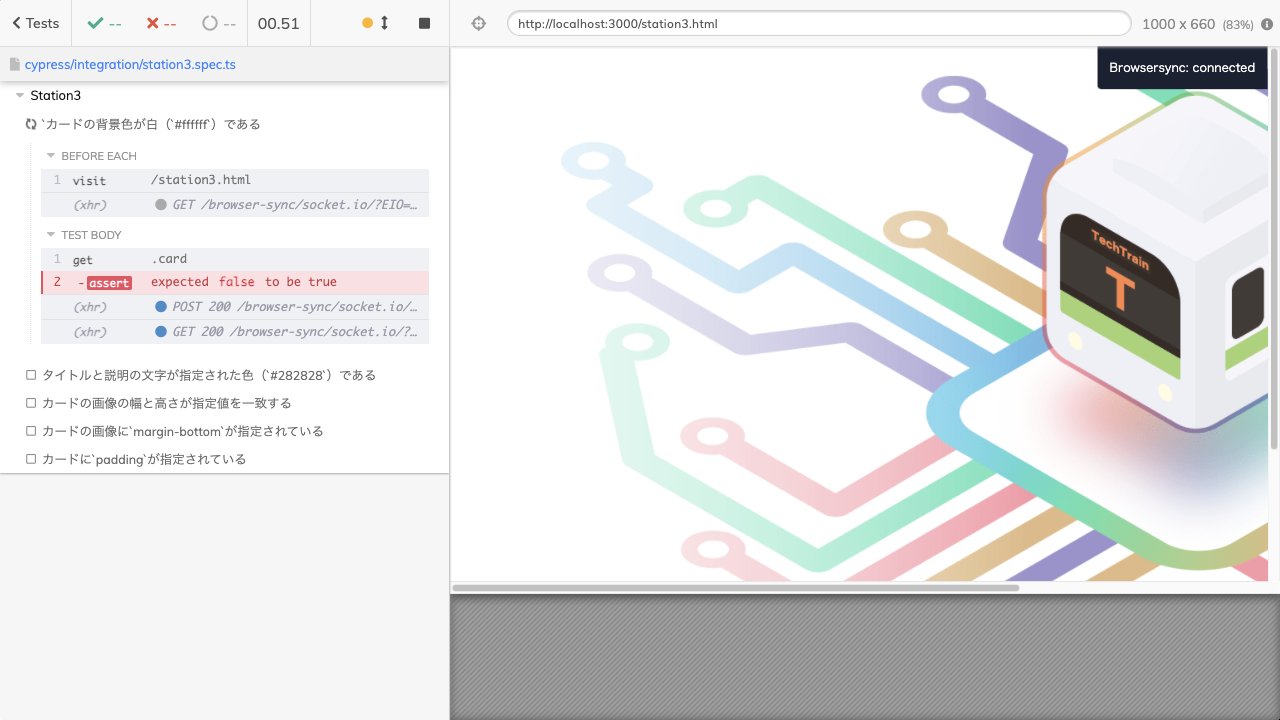 Tests
--
--
--
00.51
http://localhost:3000/station3.html
1000 x 660 (83%)
cypress/integration/station3.spec.ts
Browsersync: connected
Station3
`カードの背景色が白（`#ffffff`）である
BEFORE EACH
1 visit /station3.html
(xhr) GET /browser-sync/socket.io/?EIO=…
TEST BODY
1 get .card
2 -assert expected false to be true
(xhr) POST 200 /browser-sync/socket.io/…
(xhr) GET 200 /browser-sync/socket.io/?…
タイトルと説明の文字が指定された色（`#282828`）である
カードの画像の幅と高さが指定値を一致する
カードの画像に`margin-bottom`が指定されている
カードに`padding`が指定されている
TechTrain
T